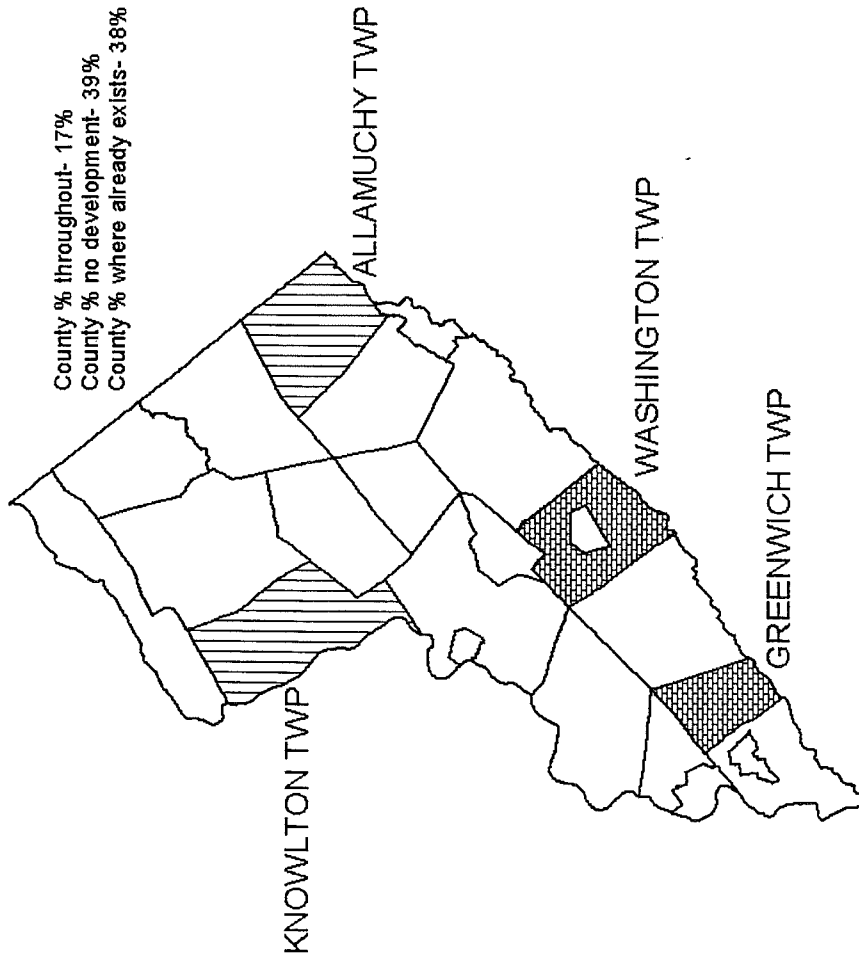 County % throughout- 17%
County % no development- 39%
County % where already exists- 38%
ALLAMUCHY TWP
KNOWLTON TWP
WASHINGTON TWP
GREENWICH TWP